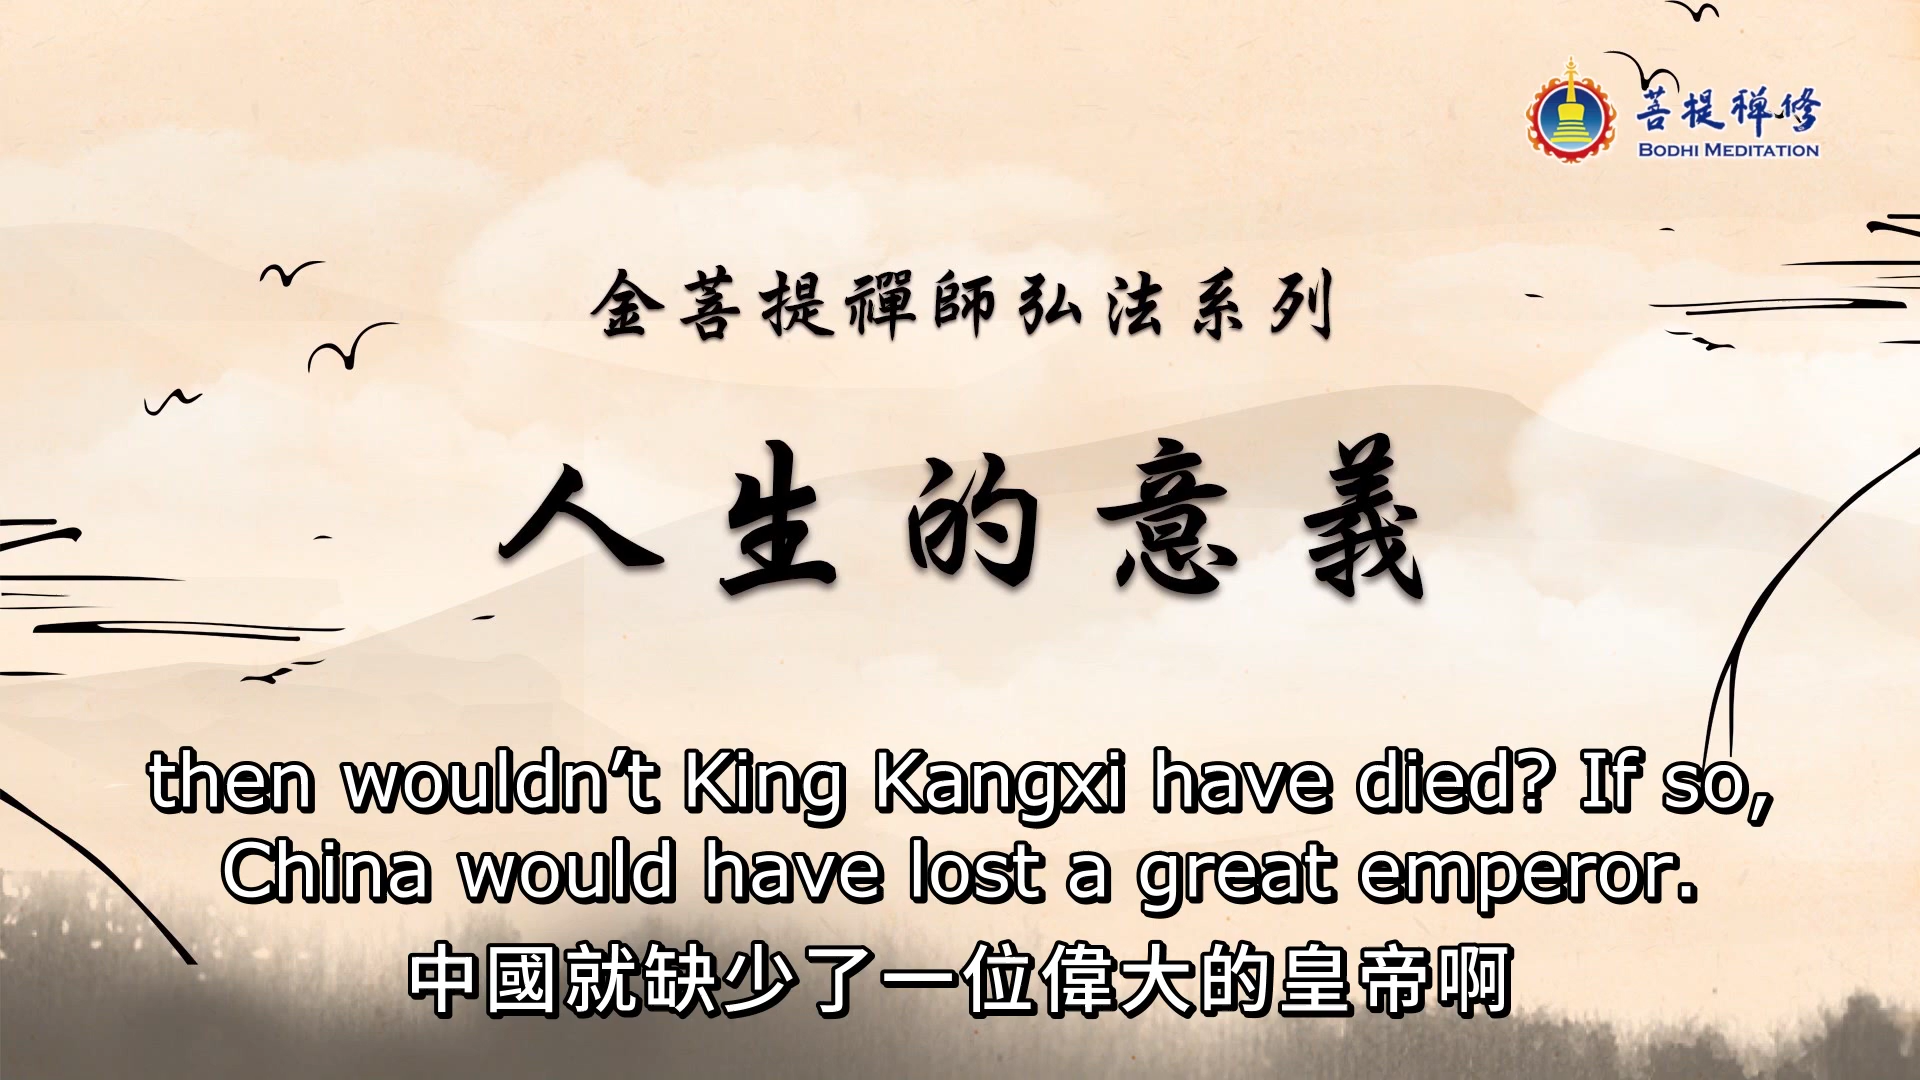 菩提禪修
BODHI MEDITATION
金菩提禪師弘法系列
人生的意義
then wouldn't King Kangxi have died? If so,
China would have lost a great emperor.
中國就缺少了一位偉大的皇帝啊